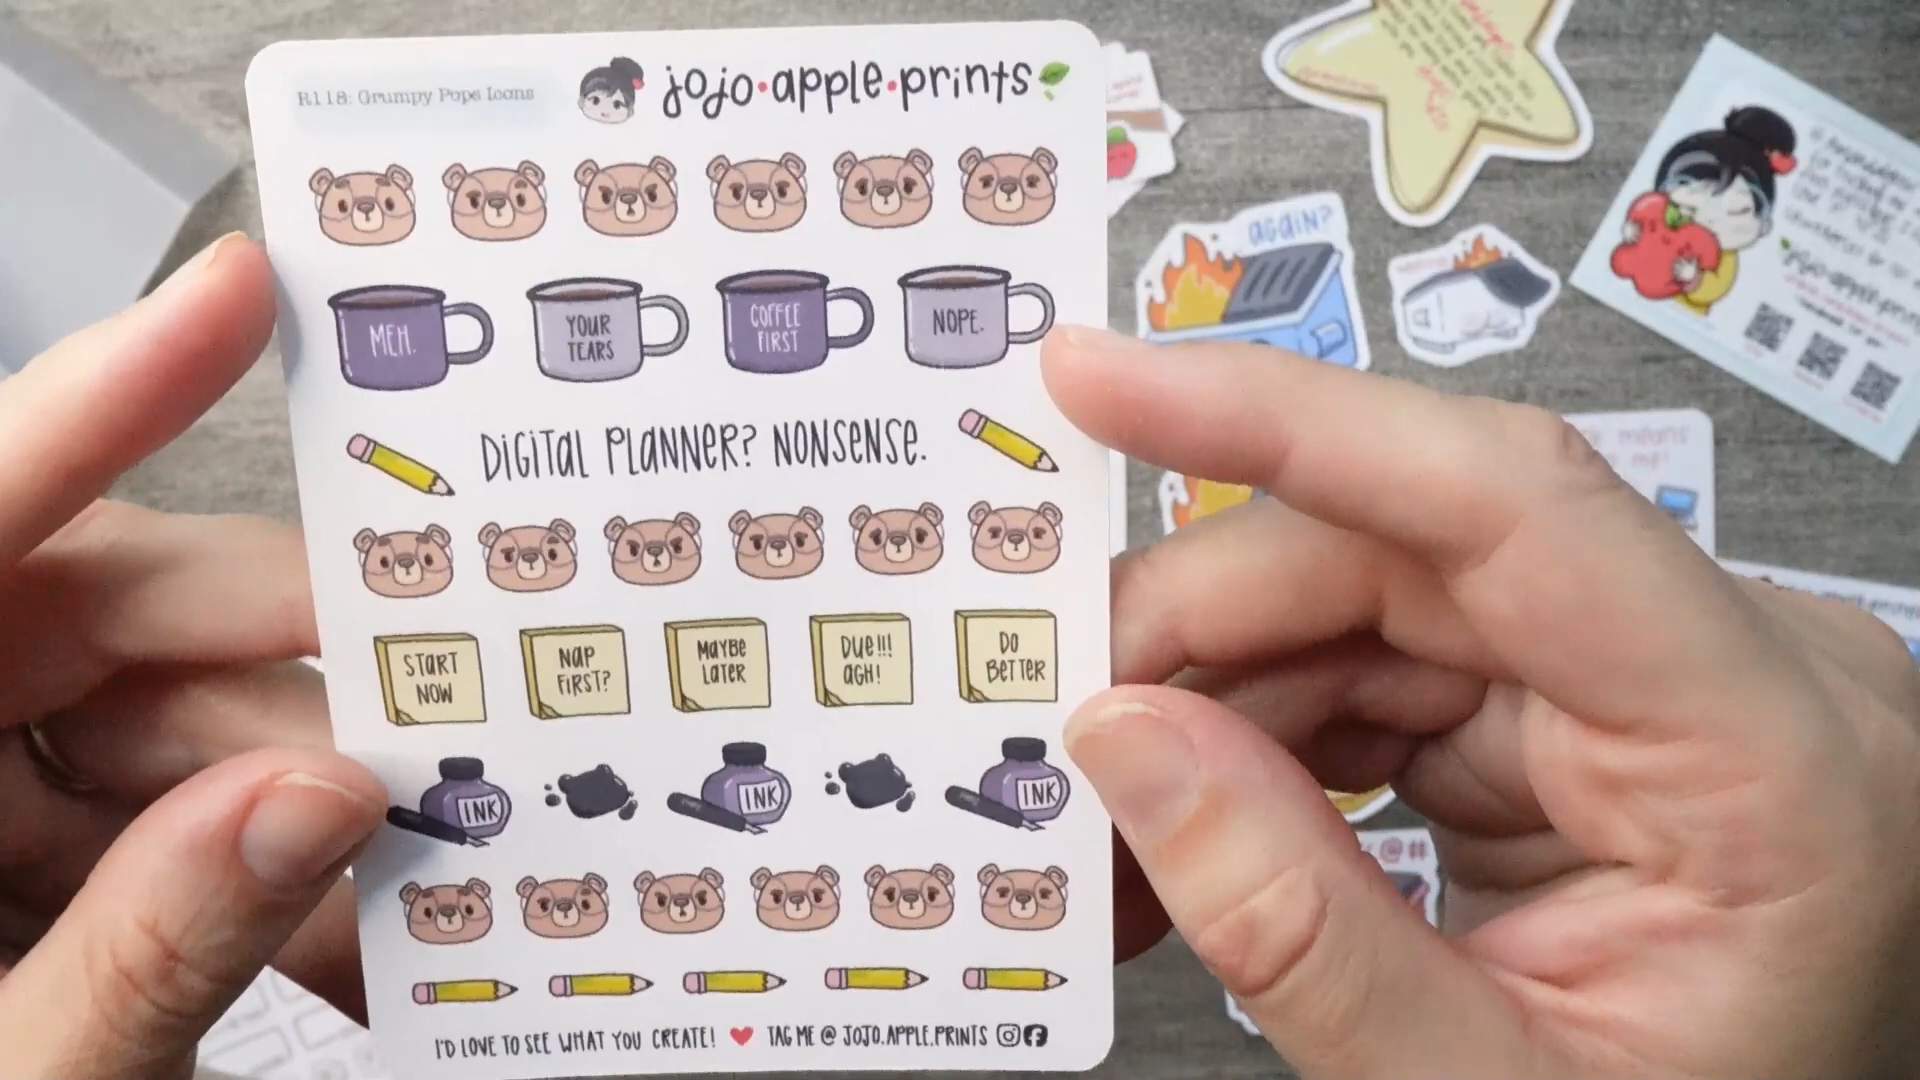 R118: Grumpy Pops Icons
jojo•apple•prints
MEH.
YOUR
TEARS
COFFEE
FIRST
NOPE.
DIGITAL PLANNER? NONSENSE.
START
NOW
NAP
FIRST?
MAYBE
LATER
DUE!!!
AGH!
DO
BETTER
INK
INK
INK
I'D LOVE TO SEE WHAT YOU CREATE! ❤ TAG ME @ JOJO.APPLE.PRINTS
again?
@#